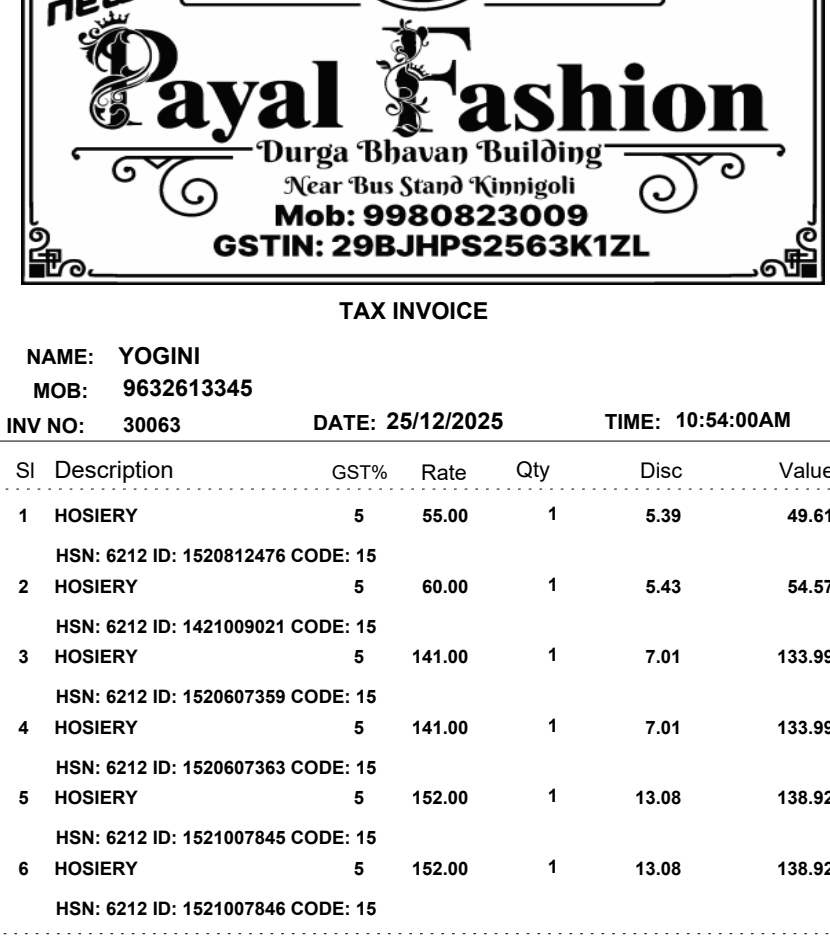 new
Payal Fashion
Durga Bhavan Building
Near Bus Stand Kinnigoli
Mob: 9980823009
GSTIN: 29BJHPS2563K1ZL
TAX INVOICE
NAME: YOGINI
MOB: 9632613345
INV NO: 30063 DATE: 25/12/2025 TIME: 10:54:00AM
Sl Description GST% Rate Qty Disc Value
1 HOSIERY 5 55.00 1 5.39 49.61
HSN: 6212 ID: 1520812476 CODE: 15
2 HOSIERY 5 60.00 1 5.43 54.57
HSN: 6212 ID: 1421009021 CODE: 15
3 HOSIERY 5 141.00 1 7.01 133.99
HSN: 6212 ID: 1520607359 CODE: 15
4 HOSIERY 5 141.00 1 7.01 133.99
HSN: 6212 ID: 1520607363 CODE: 15
5 HOSIERY 5 152.00 1 13.08 138.92
HSN: 6212 ID: 1521007845 CODE: 15
6 HOSIERY 5 152.00 1 13.08 138.92
HSN: 6212 ID: 1521007846 CODE: 15